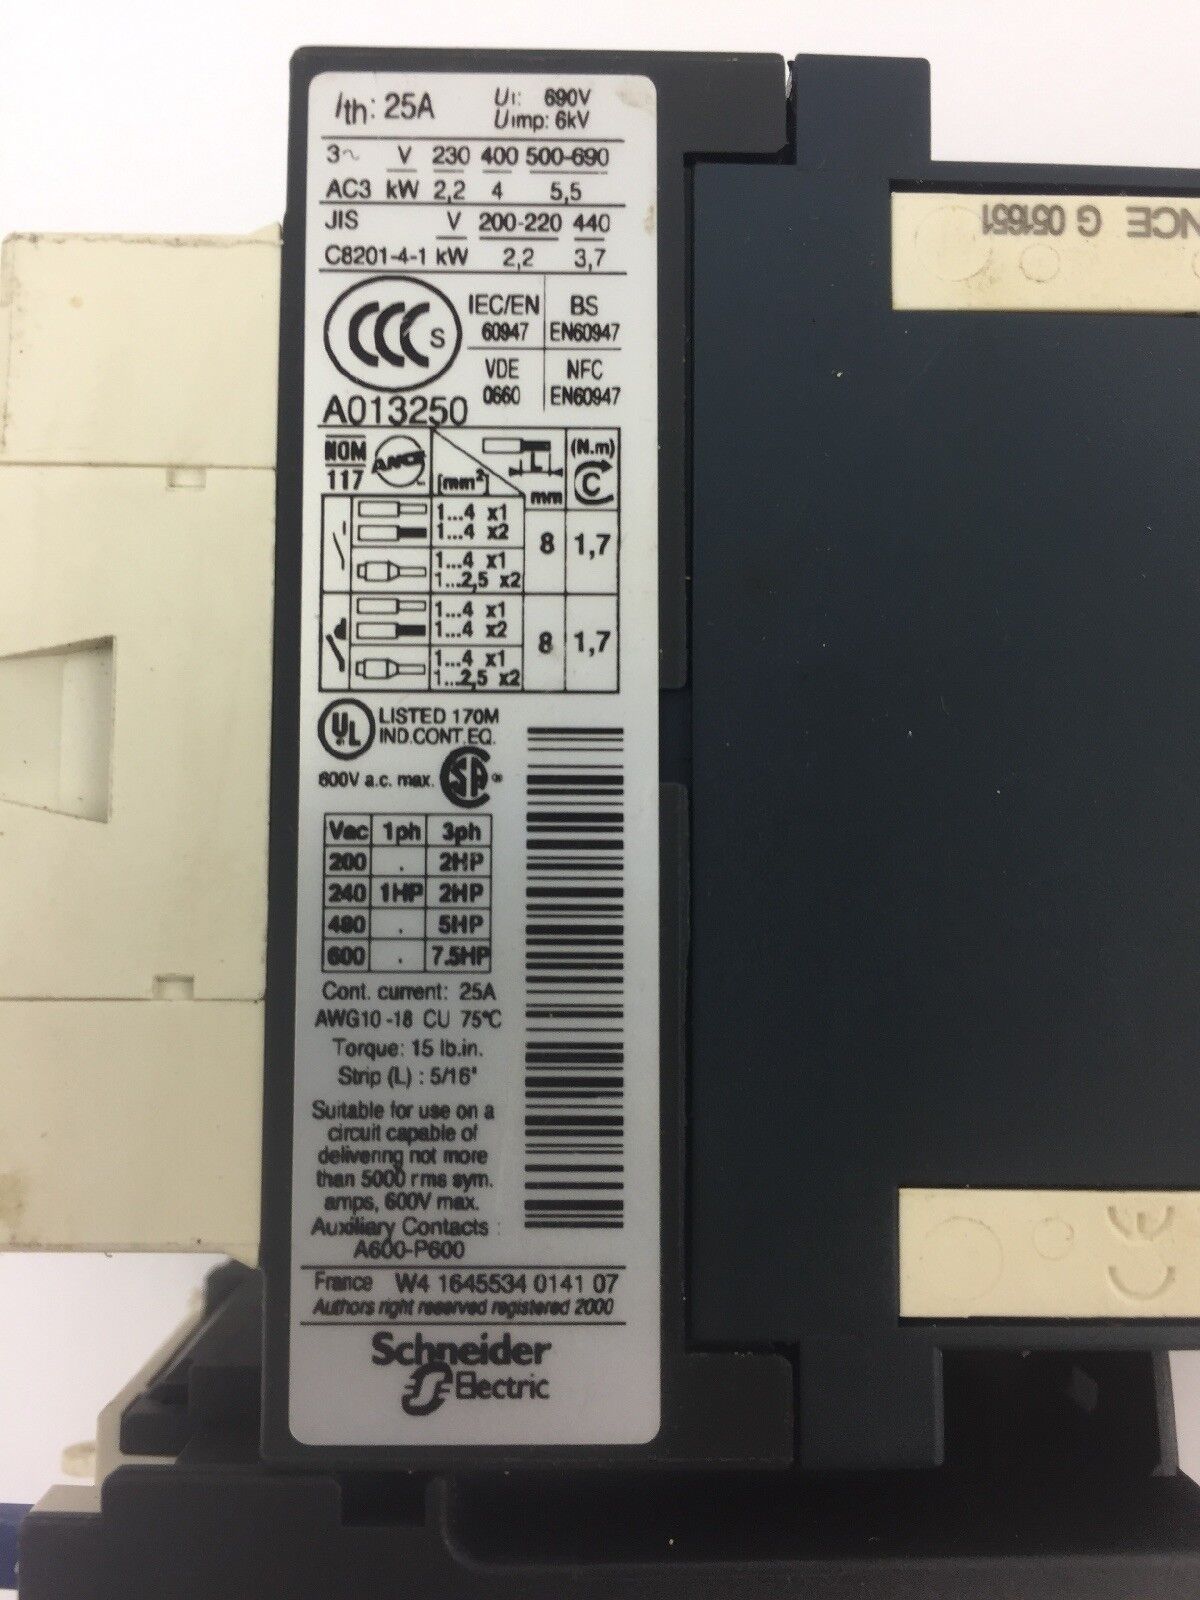 Ith: 25A
Ui: 690V
Uimp: 6kV
3~ V 230 400 500-690
AC3 kW 2,2 4 5,5
JIS V 200-220 440
C8201-4-1 kW 2,2 3,7
CCC S
A013250
IEC/EN 60947
BS EN60947
VDE 0660
NFC EN60947
NOM 117
ANCE
[mm²]
L
mm
(N.m)
C
1...4 x1
1...4 x2
1...4 x1
1...2,5 x2
8 1,7
1...4 x1
1...4 x2
1...4 x1
1...2,5 x2
8 1,7
UL LISTED 170M
IND.CONT.EQ.
600V a.c. max. SA ®
Vac 1ph 3ph
200 . 2HP
240 1HP 2HP
480 . 5HP
600 . 7.5HP
Cont. current: 25A
AWG10-18 CU 75°C
Torque: 15 lb.in.
Strip (L) : 5/16"
Suitable for use on a
circuit capable of
delivering not more
than 5000 rms sym.
amps, 600V max.
Auxiliary Contacts :
A600-P600
France W4 1645534 0141 07
Authors right reserved registered 2000
Schneider
Electric
NCE G 051651
CE